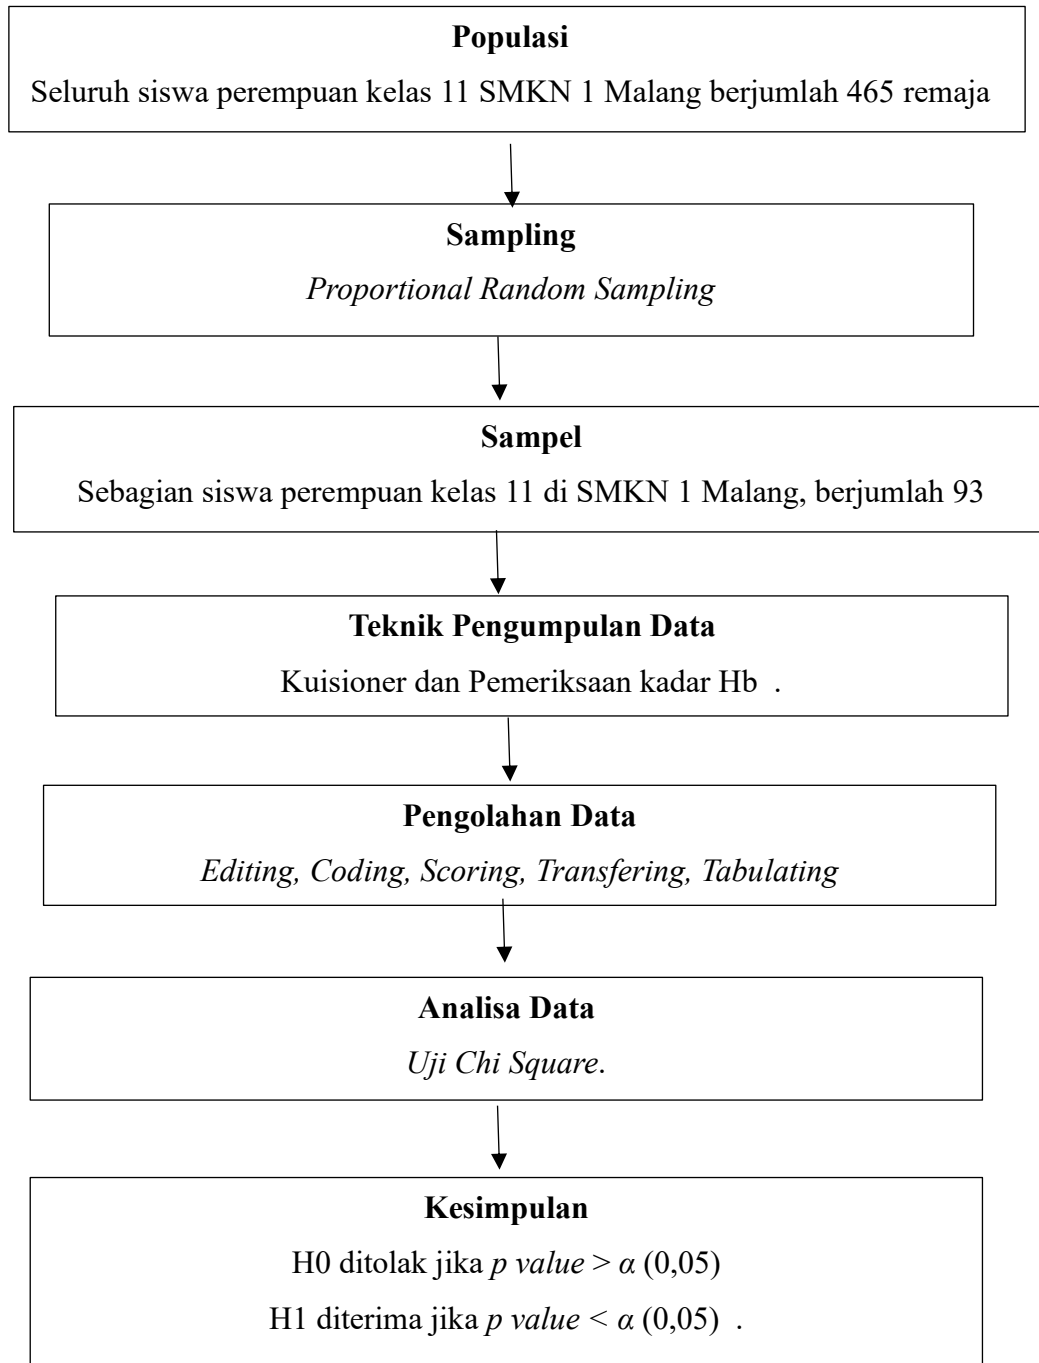 Populasi
Seluruh siswa perempuan kelas 11 SMKN 1 Malang berjumlah 465 remaja
Sampling
Proportional Random Sampling
Sampel
Sebagian siswa perempuan kelas 11 di SMKN 1 Malang, berjumlah 93
Teknik Pengumpulan Data
Kuisioner dan Pemeriksaan kadar Hb .
Pengolahan Data
Editing, Coding, Scoring, Transfering, Tabulating
Analisa Data
Uji Chi Square.
Kesimpulan
H0 ditolak jika p value > α (0,05)
H1 diterima jika p value < α (0,05) .